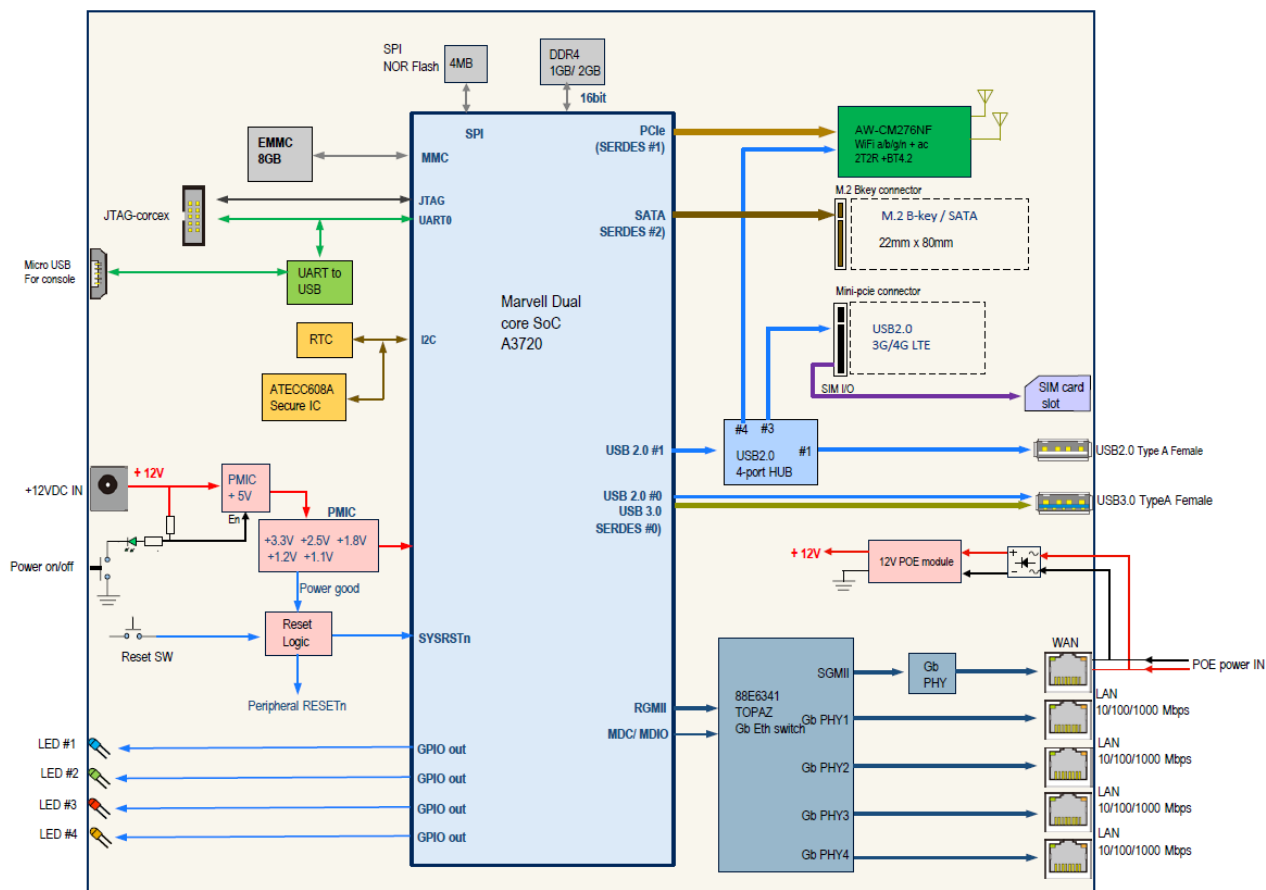 SPI
NOR Flash
4MB
DDR4
1GB/ 2GB
16bit
EMMC
8GB
JTAG-corcex
Micro USB
For console
UART to
USB
RTC
ATECC608A
Secure IC
+12VDC IN
+ 12V
PMIC
+ 5V
En
PMIC
+3.3V +2.5V +1.8V
+1.2V +1.1V
Power on/off
Power good
Reset
Logic
Reset SW
Peripheral RESETn
LED #1
LED #2
LED #3
LED #4
SPI
MMC
JTAG
UART0
I2C
SYSRSTn
GPIO out
GPIO out
GPIO out
GPIO out
Marvell Dual
core SoC
A3720
PCIe
(SERDES #1)
SATA
SERDES #2)
USB 2.0 #1
USB 2.0 #0
USB 3.0
SERDES #0)
RGMII
MDC/ MDIO
AW-CM276NF
WiFi a/b/g/n + ac
2T2R +BT4.2
M.2 Bkey connector
M.2 B-key / SATA
22mm x 80mm
Mini-pcie connector
USB2.0
3G/4G LTE
SIM I/O
SIM card
slot
#4 #3
#1
USB2.0
4-port HUB
USB2.0 Type A Female
USB3.0 TypeA Female
+ 12V
12V POE module
+
-
POE power IN
88E6341
TOPAZ
Gb Eth switch
SGMII
Gb
PHY
WAN
Gb PHY1
Gb PHY2
Gb PHY3
Gb PHY4
LAN
10/100/1000 Mbps
LAN
10/100/1000 Mbps
LAN
10/100/1000 Mbps
LAN
10/100/1000 Mbps